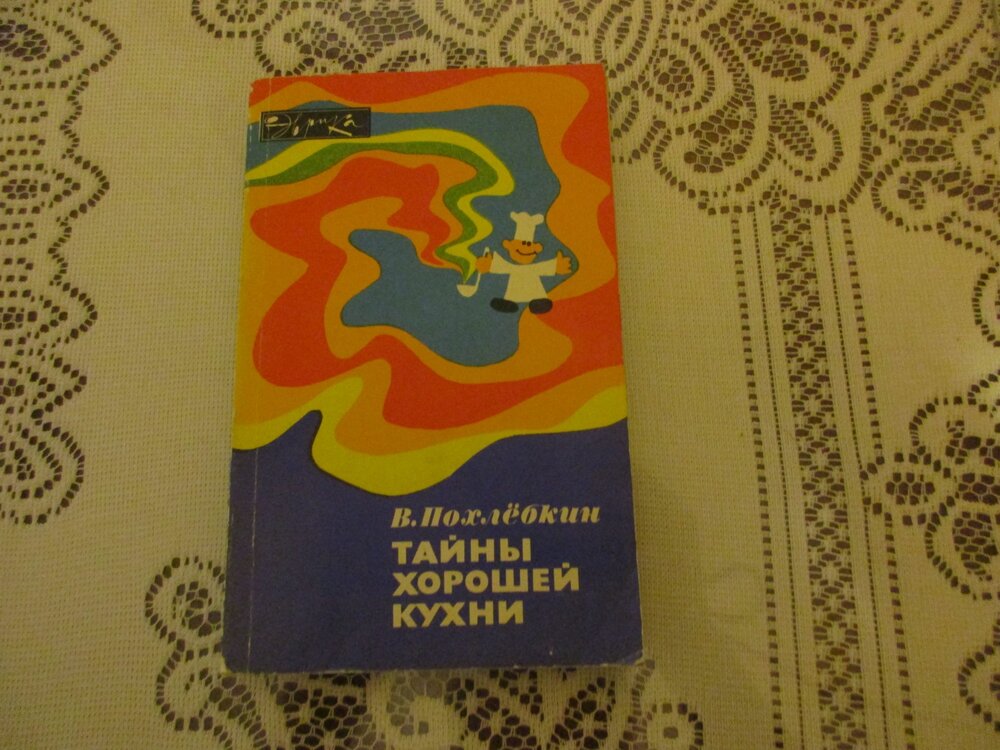 Эврика
В. Похлёбкин
ТАЙНЫ
ХОРОШЕЙ
КУХНИ